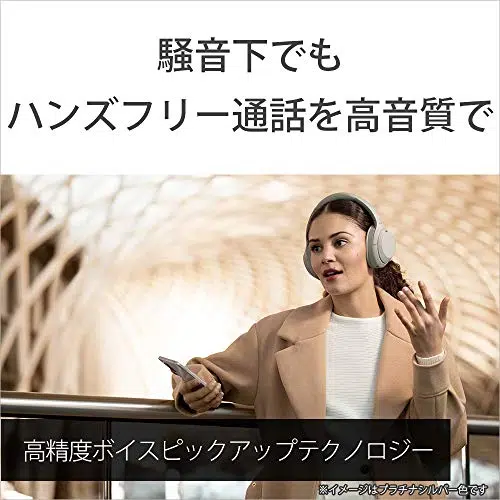 騒音下でも
ハンズフリー通話を高音質で
高精度ボイスピックアップテクノロジー
※イメージはプラチナシルバー色です